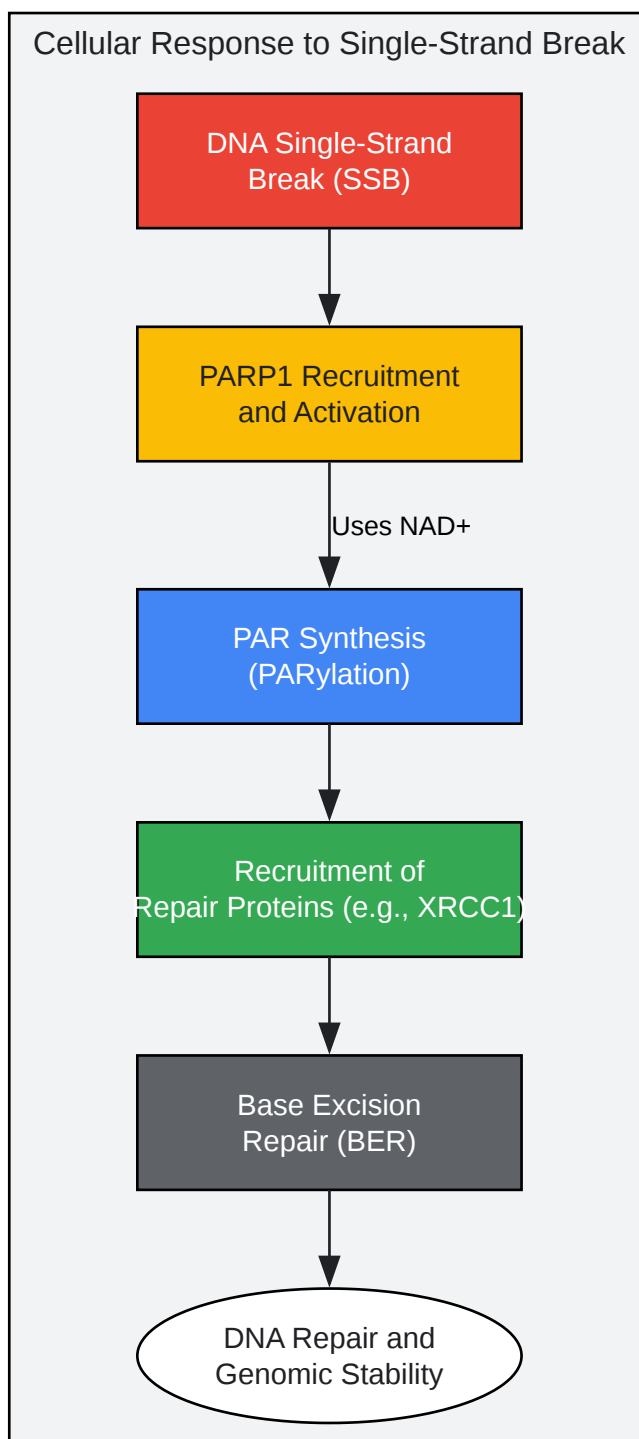 Cellular Response to Single-Strand Break
DNA Single-Strand
Break (SSB)
PARP1 Recruitment
and Activation
Uses NAD+
PAR Synthesis
(PARylation)
Recruitment of
Repair Proteins (e.g., XRCC1)
Base Excision
Repair (BER)
DNA Repair and
Genomic Stability